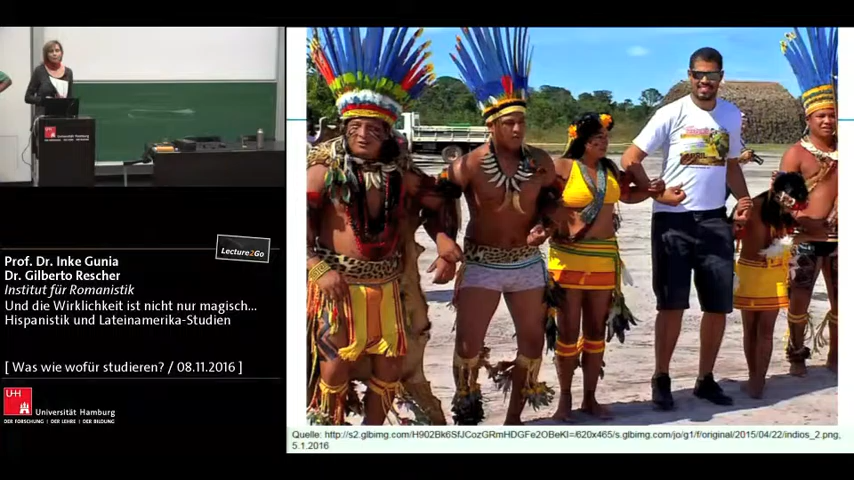 Prof. Dr. Inke Gunia
Dr. Gilberto Rescher
Institut für Romanistik
Und die Wirklichkeit ist nicht nur magisch...
Hispanistik und Lateinamerika-Studien
Lecture2Go
[ Was wie wofür studieren? / 08.11.2016 ]
UH
Universität Hamburg
DER FORSCHUNG | DER LEHRE | DER BILDUNG
Universität Hamburg
Quelle: http://s2.glbimg.com/H902Bk6SfJCozGRmHDGFe2OBeKI=/620x465/s.glbimg.com/jo/g1/f/original/2015/04/22/indios_2.png,
5.1.2016